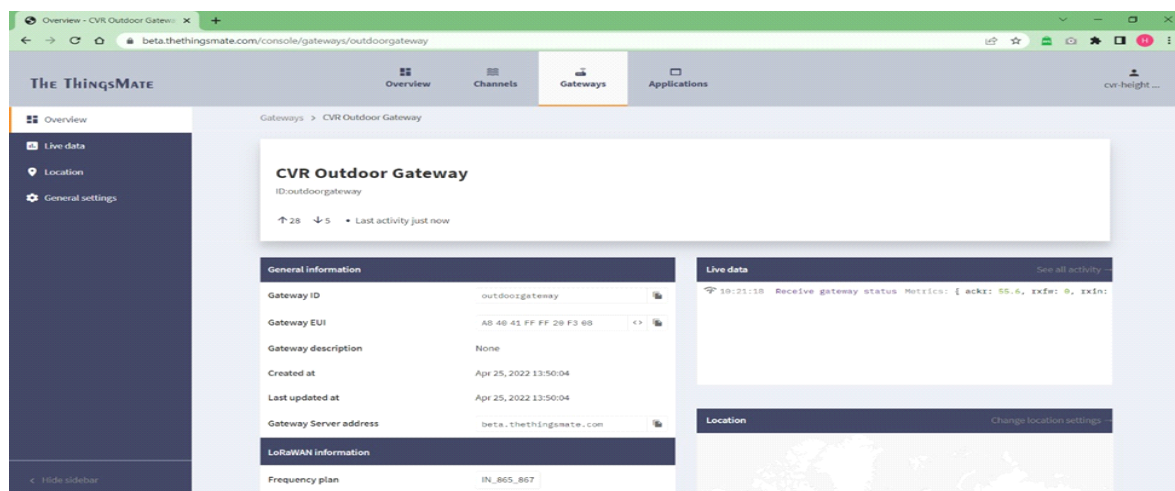 Overview - CVR Outdoor Gatew
beta.thethingsmate.com/console/gateways/outdoorgateway
H
THE THINGSMATE
Overview
Channels
Gateways
Applications
cvr-height ...
Overview
Live data
Location
General settings
< Hide sidebar
Gateways > CVR Outdoor Gateway
CVR Outdoor Gateway
ID:outdoorgateway
↑28 ↓5 • Last activity just now
General information
Gateway ID outdoorgateway
Gateway EUI A8 40 41 FF FF 20 F3 08 <>
Gateway description None
Created at Apr 25, 2022 13:50:04
Last updated at Apr 25, 2022 13:50:04
Gateway Server address beta.thethingsmate.com
LoRaWAN information
Frequency plan IN_865_867
Live data See all activity →
10:21:18 Receive gateway status Metrics: { ackr: 55.6, rxfw: 0, rxin:
Location Change location settings →